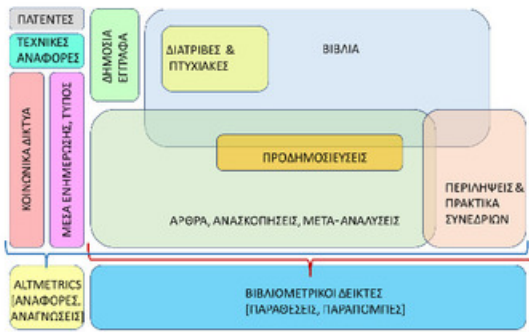 ΠΑΤΕΝΤΕΣ
ΤΕΧΝΙΚΕΣ
ΑΝΑΦΟΡΕΣ
ΔΗΜΟΣΙΑ
ΕΓΓΡΑΦΑ
ΔΙΑΤΡΙΒΕΣ &
ΠΤΥΧΙΑΚΕΣ
ΒΙΒΛΙΑ
ΚΟΙΝΩΝΙΚΑ ΔΙΚΤΥΑ
ΜΕΣΑ ΕΝΗΜΕΡΩΣΗΣ, ΤΥΠΟΣ
ΠΡΟΔΗΜΟΣΙΕΥΣΕΙΣ
ΑΡΘΡΑ, ΑΝΑΣΚΟΠΗΣΕΙΣ, ΜΕΤΑ-ΑΝΑΛΥΣΕΙΣ
ΠΕΡΙΛΗΨΕΙΣ &
ΠΡΑΚΤΙΚΑ
ΣΥΝΕΔΡΙΩΝ
ALTMETRICS
[ΑΝΑΦΟΡΕΣ,
ΑΝΑΓΝΩΣΕΙΣ]
ΒΙΒΛΙΟΜΕΤΡΙΚΟΙ ΔΕΙΚΤΕΣ
[ΠΑΡΑΘΕΣΕΙΣ, ΠΑΡΑΠΟΜΠΕΣ]